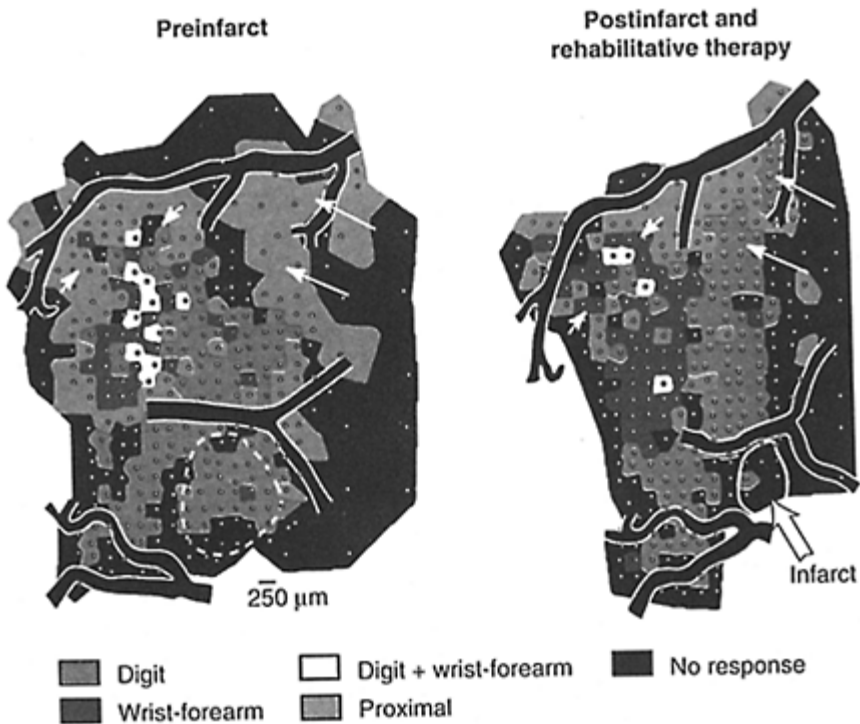 Preinfarct
Postinfarct and
rehabilitative therapy
250 µm
Infarct
Digit
Digit + wrist-forearm
No response
Wrist-forearm
Proximal